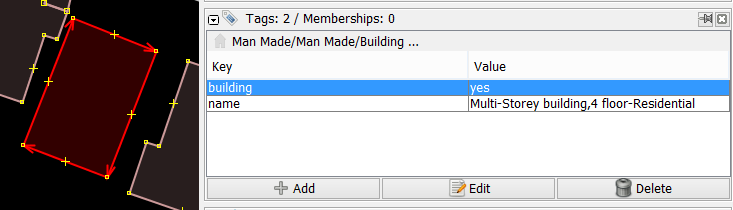 Tags: 2 / Memberships: 0
Man Made/Man Made/Building ...
Key Value
building yes
name Multi-Storey building,4 floor-Residential
Add Edit Delete